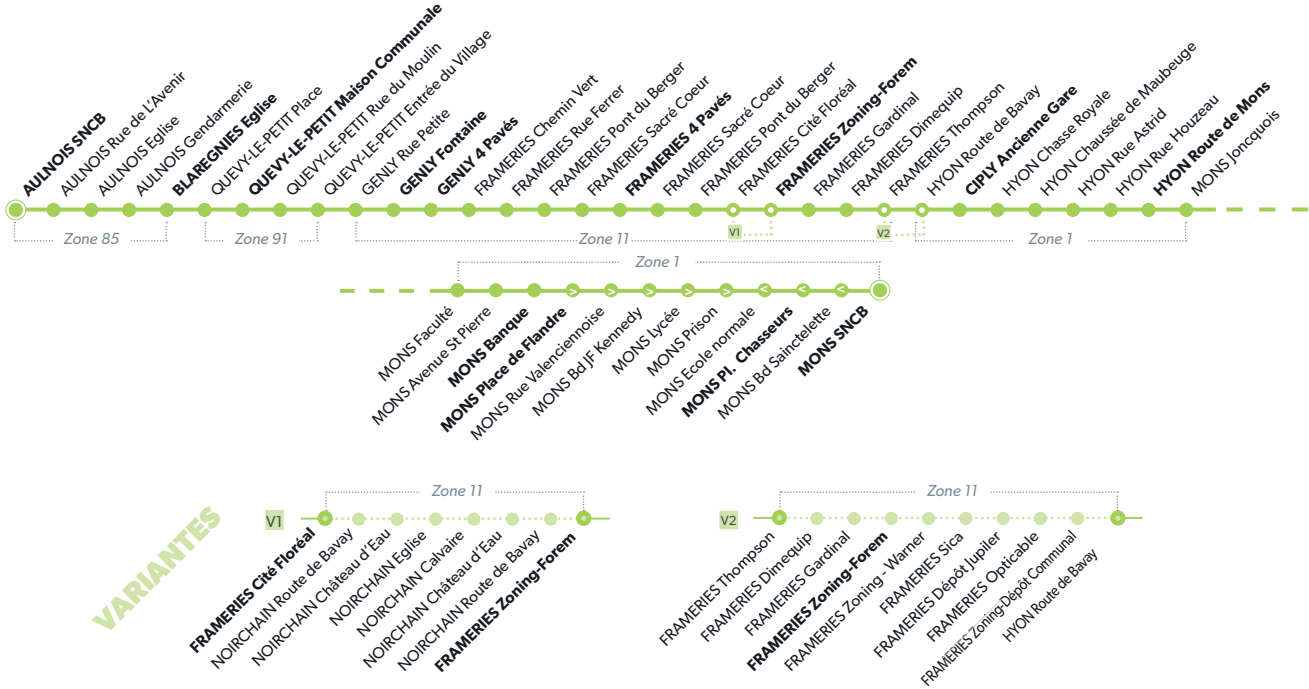 AULNOIS SNCB
AULNOIS Rue de L'Avenir
AULNOIS Eglise
AULNOIS Gendarmerie
BLAREGNIES Eglise
QUEVY-LE-PETIT Place
QUEVY-LE-PETIT Maison Communale
QUEVY-LE-PETIT Rue du Moulin
QUEVY-LE-PETIT Entrée du Village
GENLY Rue Petite
GENLY Fontaine
GENLY 4 Pavés
FRAMERIES Chemin Vert
FRAMERIES Rue Ferrer
FRAMERIES Pont du Berger
FRAMERIES Sacré Coeur
FRAMERIES 4 Pavés
FRAMERIES Sacré Coeur
FRAMERIES Pont du Berger
FRAMERIES Cité Floréal
FRAMERIES Zoning-Forem
FRAMERIES Gardinal
FRAMERIES Dimequip
FRAMERIES Thompson
HYON Route de Bavay
CIPLY Ancienne Gare
HYON Chasse Royale
HYON Chaussée de Maubeuge
HYON Rue Astrid
HYON Rue Houzeau
HYON Route de Mons
MONS Joncquois
Zone 85
Zone 91
Zone 11
V1
V2
Zone 1
Zone 1
MONS Faculté
MONS Avenue St Pierre
MONS Banque
MONS Place de Flandre
MONS Rue Valenciennoise
MONS Bd JF Kennedy
MONS Lycée
MONS Prison
MONS Ecole normale
MONS Pl. Chasseurs
MONS Bd Sainctelette
MONS SNCB
VARIANTES
V1
Zone 11
FRAMERIES Cité Floréal
NOIRCHAIN Route de Bavay
NOIRCHAIN Château d'Eau
NOIRCHAIN Eglise
NOIRCHAIN Calvaire
NOIRCHAIN Château d'Eau
NOIRCHAIN Route de Bavay
FRAMERIES Zoning-Forem
V2
Zone 11
FRAMERIES Thompson
FRAMERIES Dimequip
FRAMERIES Gardinal
FRAMERIES Zoning-Forem
FRAMERIES Zoning - Warner
FRAMERIES Sica
FRAMERIES Dépôt Jupiler
FRAMERIES Opticable
FRAMERIES Zoning-Dépôt Communal
HYON Route de Bavay